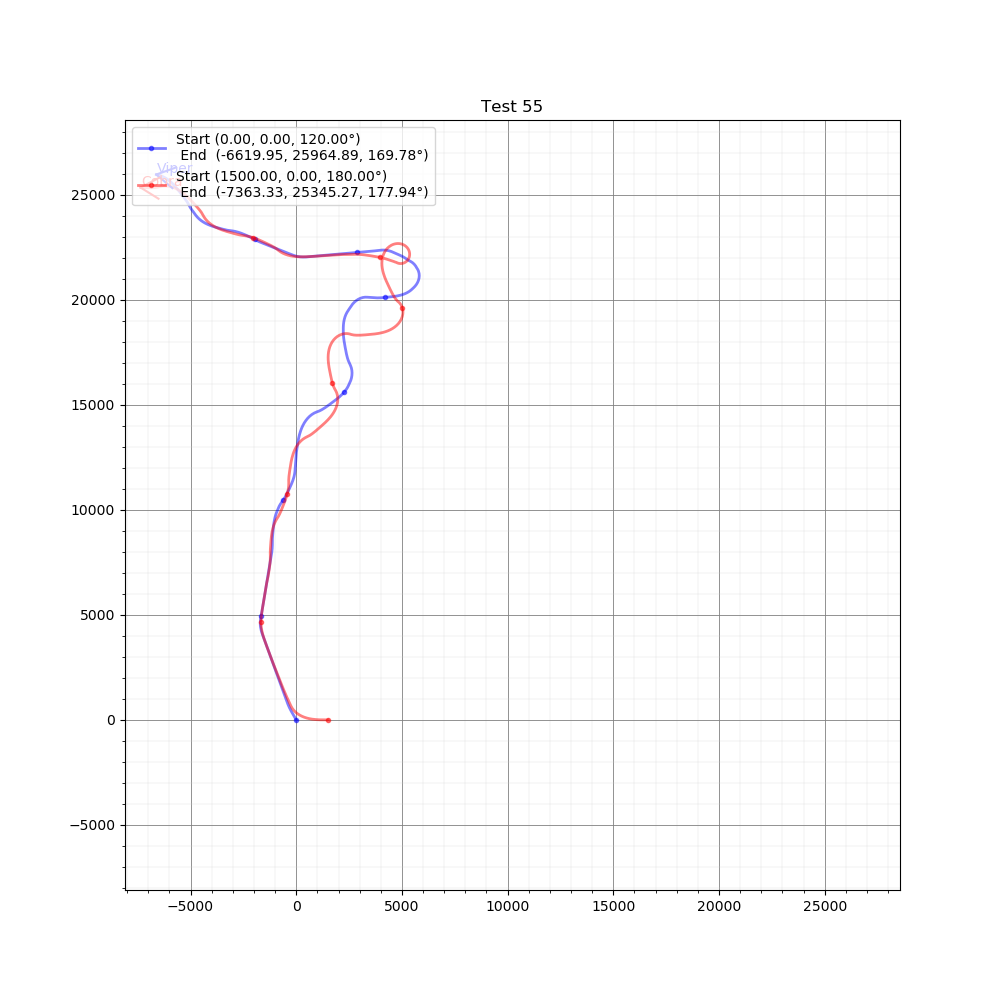 Test 55
Start (0.00, 0.00, 120.00°)
End (-6619.95, 25964.89, 169.78°)
Start (1500.00, 0.00, 180.00°)
End (-7363.33, 25345.27, 177.94°)
Viper
25000
20000
15000
10000
5000
0
−5000
−5000 0 5000 10000 15000 20000 25000